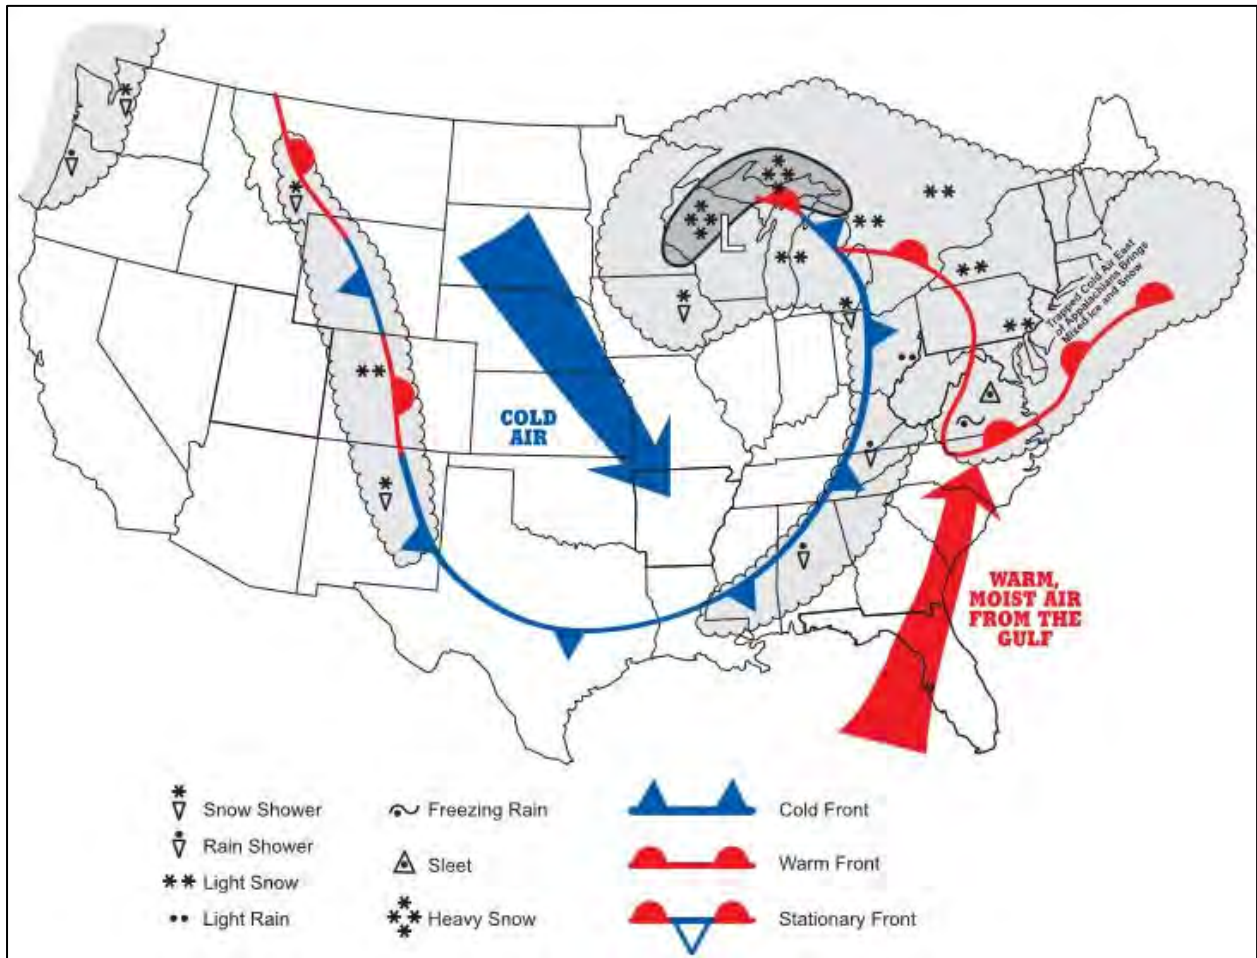 L
Trapped Cold Air East
of Appalachians Brings
Mixed Ice and Snow
COLD
AIR
WARM,
MOIST AIR
FROM THE
GULF
Snow Shower
Rain Shower
Light Snow
Light Rain
Freezing Rain
Sleet
Heavy Snow
Cold Front
Warm Front
Stationary Front